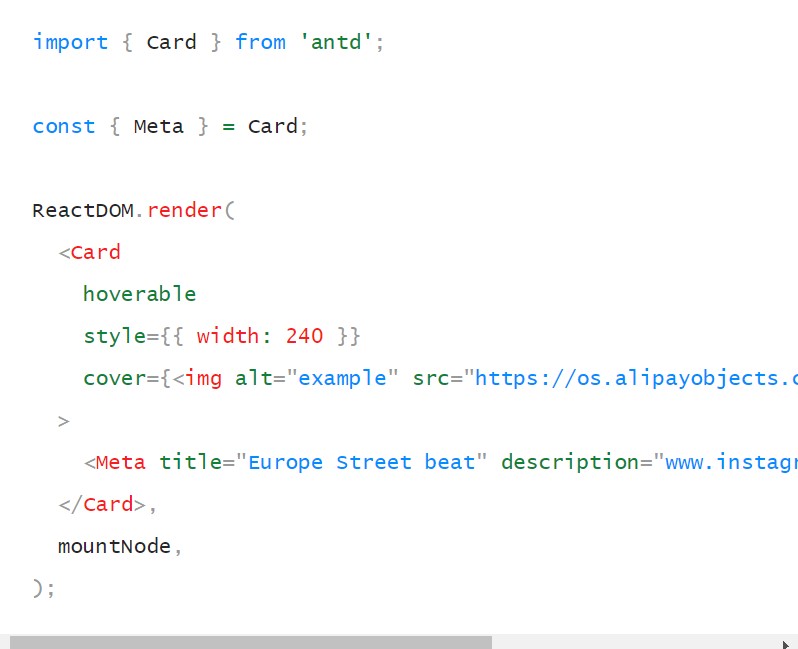 import { Card } from 'antd';
const { Meta } = Card;
ReactDOM.render(
<Card
hoverable
style={{ width: 240 }}
cover={<img alt="example" src="https://os.alipayobjects.
>
<Meta title="Europe Street beat" description="www.instagr
</Card>,
mountNode,
);